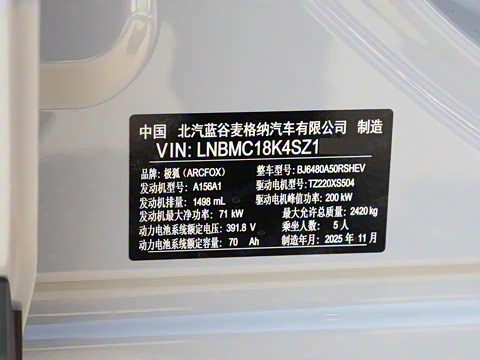 中国 北汽蓝谷麦格纳汽车有限公司 制造
VIN: LNBMC18K4SZ1
品牌: 极狐 (ARCFOX) 整车型号: BJ6480A50RSHEV
发动机型号: A156A1 驱动电机型号: TZ220XS504
发动机排量: 1498 mL 驱动电机峰值功率: 200 kW
发动机最大净功率: 71 kW 最大允许总质量: 2420 kg
动力电池系统额定电压: 391.8 V 乘坐人数: 5 人
动力电池系统额定容量: 70 Ah 制造年月: 2025 年 11 月